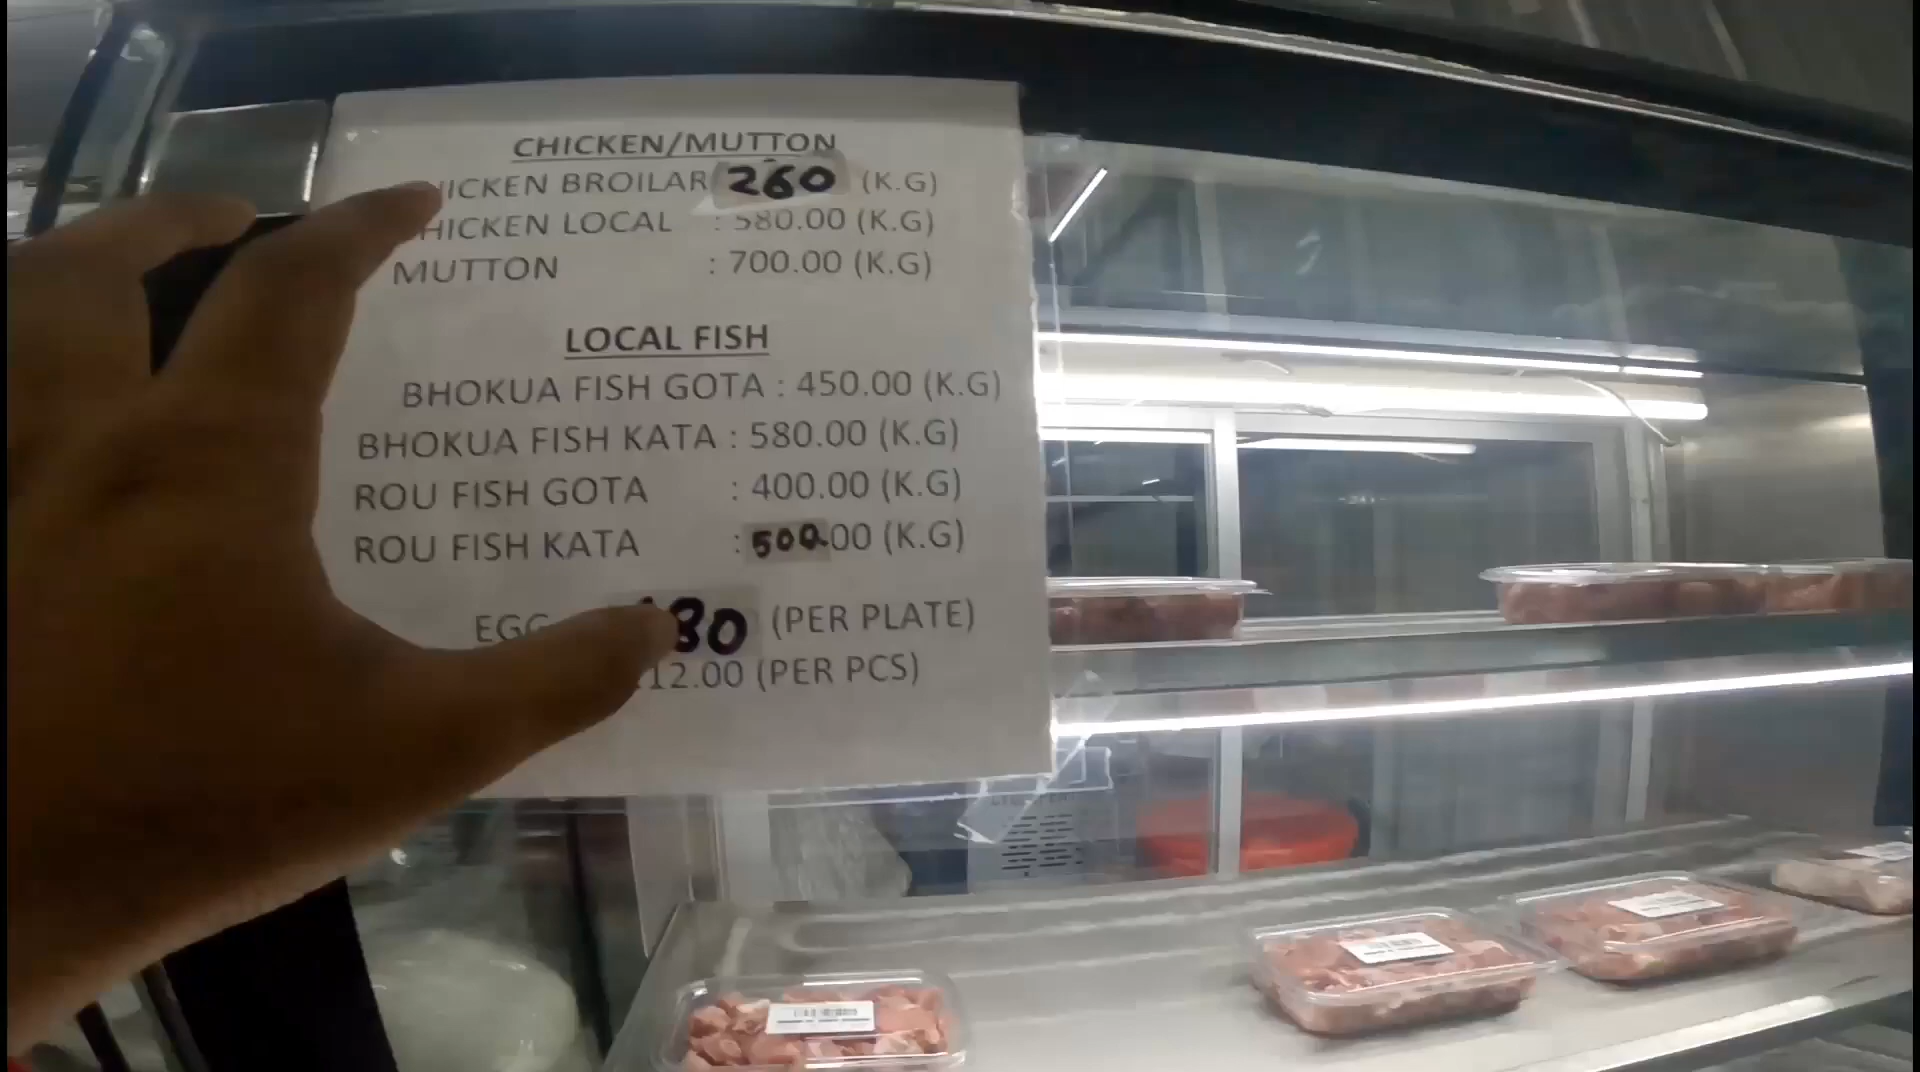 CHICKEN/MUTTON
HICKEN BROILAR 260 (K.G)
HICKEN LOCAL : 580.00 (K.G)
MUTTON : 700.00 (K.G)
LOCAL FISH
BHOKUA FISH GOTA : 450.00 (K.G)
BHOKUA FISH KATA : 580.00 (K.G)
ROU FISH GOTA : 400.00 (K.G)
ROU FISH KATA : 500.00 (K.G)
EGG 80 (PER PLATE)
:12.00 (PER PCS)